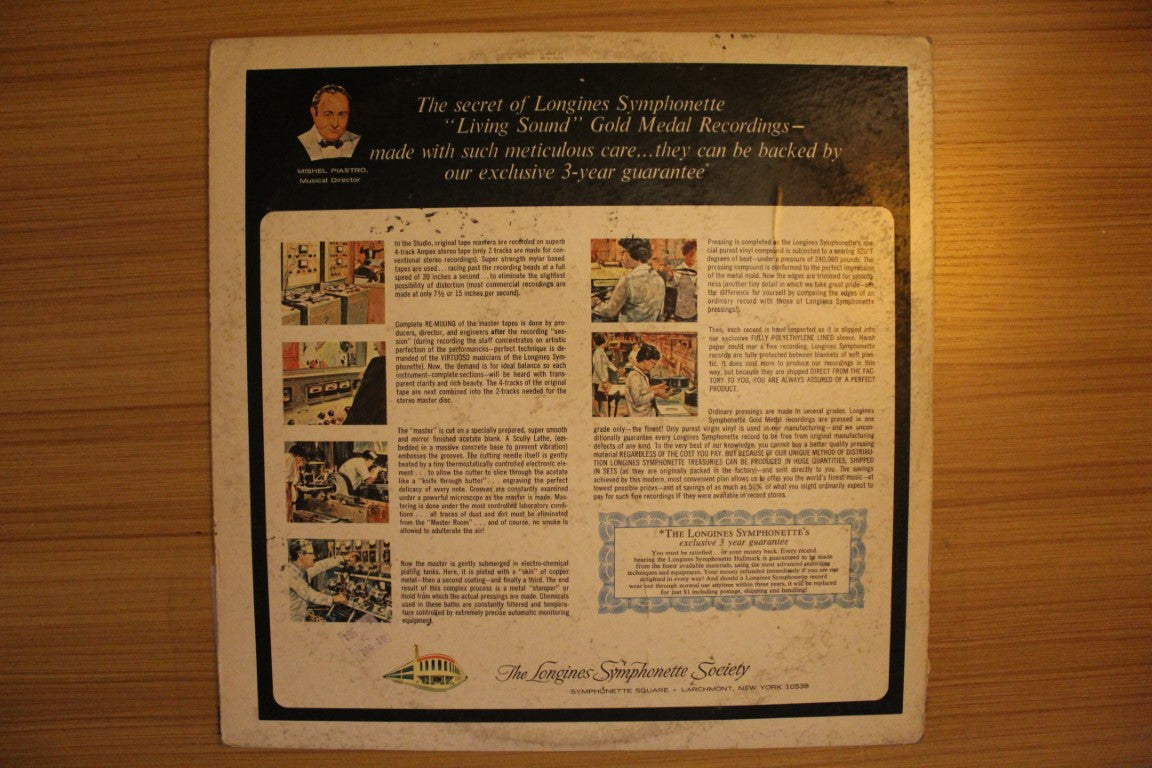 The secret of Longines Symphonette
"Living Sound" Gold Medal Recordings—
made with such meticulous care...they can be backed by
our exclusive 3-year guarantee*
MISHEL PIASTRO,
Musical Director
In the Studio, original tape masters are recorded on superb
4-track Ampex stereo tape (only 2 tracks are made for con-
ventional stereo recordings). Super strength mylar based
tapes are used . . . racing past the recording heads at a full
speed of 30 inches a second . . . to eliminate the slightest
possibility of distortion (most commercial recordings are
made at only 7½ or 15 inches per second).
Complete RE-MIXING of the master tapes is done by pro-
ducers, director, and engineers after the recording "ses-
sion" (during recording the staff concentrates on artistic
perfection of the performances—perfect technique is de-
manded of the VIRTUOSO musicians of the Longines Sym-
phonette). Now, the demand is for ideal balance so each
instrument—complete sections—will be heard with trans-
parent clarity and rich beauty. The 4-tracks of the original
tape are next combined into the 2-tracks needed for the
stereo master disc.
The "master" is cut on a specially prepared, super smooth
and mirror finished acetate blank. A Scully Lathe, (em-
bedded in a massive concrete base to prevent vibration)
embosses the grooves. The cutting needle itself is gently
heated by a tiny thermostatically controlled electronic ele-
ment . . . to allow the cutter to slice through the acetate
like a "knife through butter" . . . engraving the perfect
delicacy of every note. Grooves are constantly examined
under a powerful microscope as the master is made. Mas-
tering is done under the most controlled laboratory condi-
tions . . . all traces of dust and dirt must be eliminated
from the "Master Room" . . . and of course, no smoke is
allowed to adulterate the air!
Now the master is gently submerged in electro-chemical
plating tanks. Here, it is plated with a "skin" of copper
metal—then a second coating—and finally a third. The end
result of this complex process is a metal "stamper" or
mold from which the actual pressings are made. Chemicals
used in these baths are constantly filtered and tempera-
ture controlled by extremely precise automatic monitoring
equipment.
Pressing is completed as the Longines Symphonette's spe-
cial purest vinyl compound is subjected to a searing 320°F
degrees of heat—under a pressure of 240,000 pounds. The
pressing compound is conformed to the perfect impression
of the metal mold. Now the edges are trimmed for smooth-
ness (another tiny detail in which we take great pride—see
the difference for yourself by comparing the edges of an
ordinary record with those of Longines Symphonette
pressings!).
Then, each record is hand inspected as it is slipped into
our exclusive FULLY POLYETHYLENE LINED sleeve. Harsh
paper could mar a fine recording. Longines Symphonette
records are fully protected between blankets of soft plas-
tic. It does cost more to produce our recordings in this
way, but because they are shipped DIRECT FROM THE FAC-
TORY TO YOU, YOU ARE ALWAYS ASSURED OF A PERFECT
PRODUCT.
Ordinary pressings are made in several grades. Longines
Symphonette Gold Medal recordings are pressed in one
grade only—the finest! Only purest virgin vinyl is used in our manufacturing—and we uncon-
ditionally guarantee every Longines Symphonette record to be free from original manufacturing
defects of any kind. To the very best of our knowledge, you cannot buy a better quality pressing
material REGARDLESS OF THE COST YOU PAY. BUT BECAUSE OF OUR UNIQUE METHOD OF DISTRIBU-
TION LONGINES SYMPHONETTE TREASURIES CAN BE PRODUCED IN HUGE QUANTITIES, SHIPPED
IN SETS (as they are originally packed in the factory)—and sent directly to you. The savings
achieved by this modern, most convenient plan allows us to offer you the world's finest music—at
lowest possible prices—and at savings of as much as 50% of what you might ordinarily expect to
pay for such fine recordings IF they were available in record stores.
*THE LONGINES SYMPHONETTE'S
exclusive 3 year guarantee
You must be satisfied . . . or your money back. Every record
bearing the Longines Symphonette Hallmark is guaranteed to be made
from the finest available materials, using the most advanced recording
techniques and equipment. Your money refunded immediately if you are not
delighted in every way! And should a Longines Symphonette record
wear out through normal use anytime within three years, it will be replaced
for just $1 including postage, shipping and handling!
The Longines Symphonette Society
SYMPHONETTE SQUARE • LARCHMONT, NEW YORK 10538